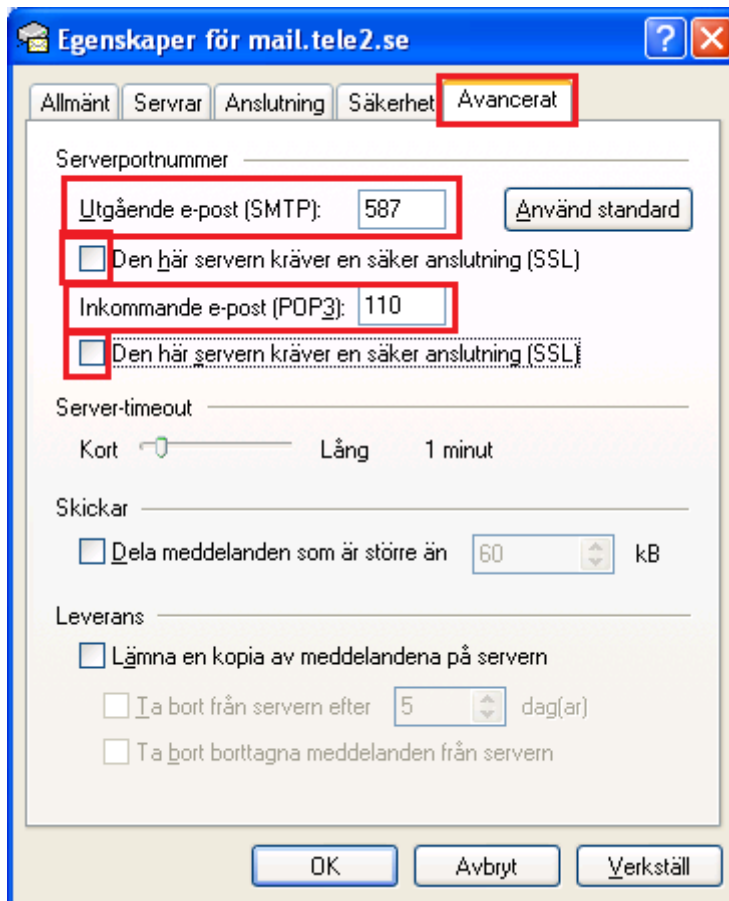 Egenskaper för mail.tele2.se
Allmänt Servrar Anslutning Säkerhet Avancerat
Serverportnummer
Utgående e-post (SMTP): 587 Använd standard
Den här servern kräver en säker anslutning (SSL)
Inkommande e-post (POP3): 110
Den här servern kräver en säker anslutning (SSL)
Server-timeout
Kort Lång 1 minut
Skickar
Dela meddelanden som är större än 60 kB
Leverans
Lämna en kopia av meddelandena på servern
Ta bort från servern efter 5 dag(ar)
Ta bort borttagna meddelanden från servern
OK Avbryt Verkställ